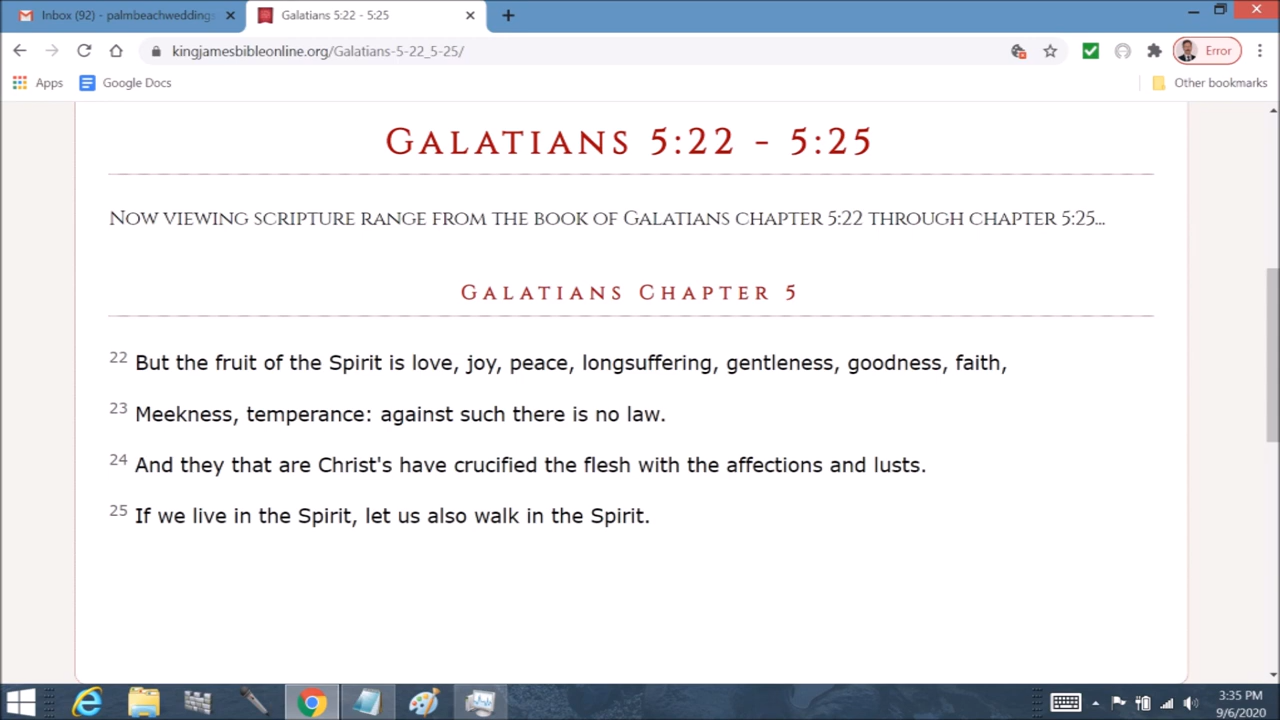 Inbox (92) - palmbeachwedding
Galatians 5:22 - 5:25
kingjamesbibleonline.org/Galatians-5-22_5-25/
Error
Apps
Google Docs
Other bookmarks
GALATIANS 5:22 - 5:25
NOW VIEWING SCRIPTURE RANGE FROM THE BOOK OF GALATIANS CHAPTER 5:22 THROUGH CHAPTER 5:25...
GALATIANS CHAPTER 5
22 But the fruit of the Spirit is love, joy, peace, longsuffering, gentleness, goodness, faith,
23 Meekness, temperance: against such there is no law.
24 And they that are Christ's have crucified the flesh with the affections and lusts.
25 If we live in the Spirit, let us also walk in the Spirit.
3:35 PM
9/6/2020